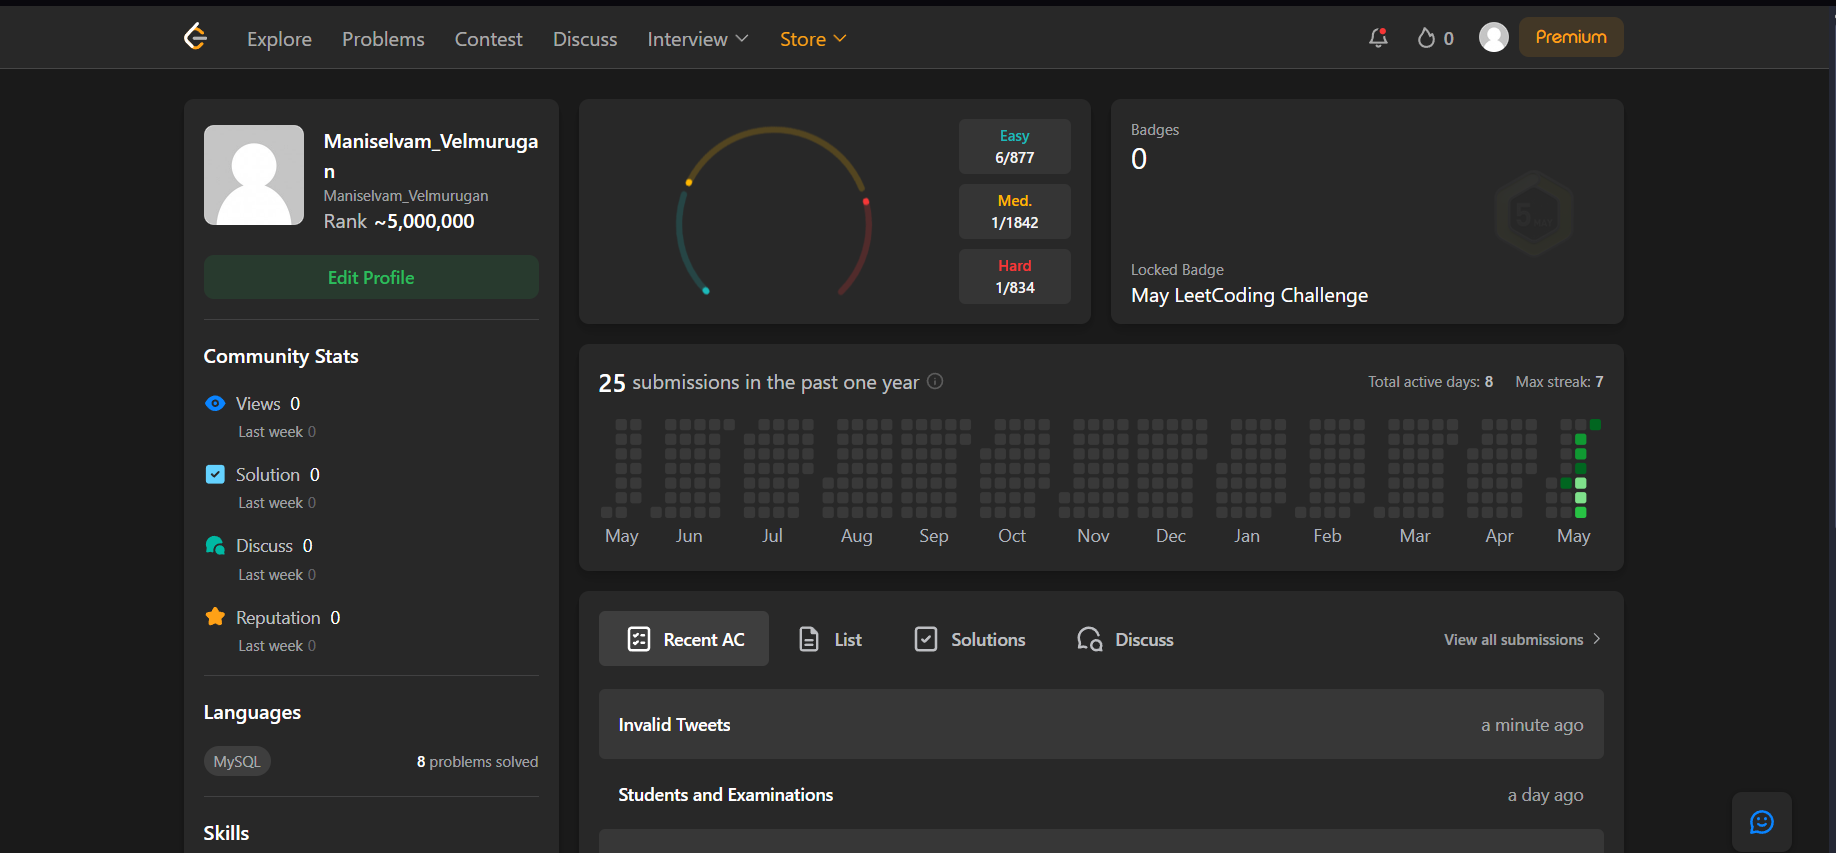 Explore Problems Contest Discuss Interview Store 0 Premium
Maniselvam_Velmuruga
n
Maniselvam_Velmurugan
Rank ~5,000,000
Edit Profile
Community Stats
Views 0
Last week 0
Solution 0
Last week 0
Discuss 0
Last week 0
Reputation 0
Last week 0
Languages
MySQL 8 problems solved
Skills
Easy
6/877
Med.
1/1842
Hard
1/834
Badges
0
Locked Badge
May LeetCoding Challenge
25 submissions in the past one year Total active days: 8 Max streak: 7
May Jun Jul Aug Sep Oct Nov Dec Jan Feb Mar Apr May
Recent AC List Solutions Discuss View all submissions
Invalid Tweets a minute ago
Students and Examinations a day ago